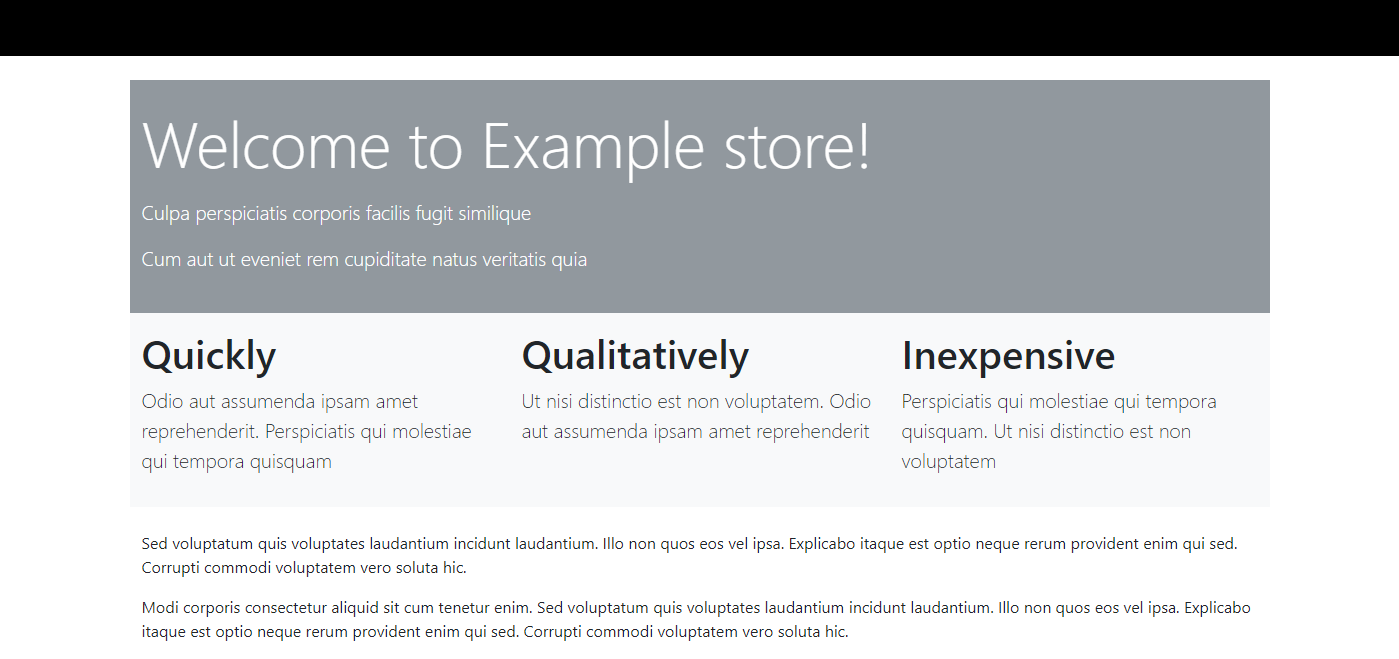 Welcome to Example store!
Culpa perspiciatis corporis facilis fugit similique
Cum aut ut eveniet rem cupiditate natus veritatis quia
Quickly
Odio aut assumenda ipsam amet
reprehenderit. Perspiciatis qui molestiae
qui tempora quisquam
Qualitatively
Ut nisi distinctio est non voluptatem. Odio
aut assumenda ipsam amet reprehenderit
Inexpensive
Perspiciatis qui molestiae qui tempora
quisquam. Ut nisi distinctio est non
voluptatem
Sed voluptatum quis voluptates laudantium incidunt laudantium. Illo non quos eos vel ipsa. Explicabo itaque est optio neque rerum provident enim qui sed.
Corrupti commodi voluptatem vero soluta hic.
Modi corporis consectetur aliquid sit cum tenetur enim. Sed voluptatum quis voluptates laudantium incidunt laudantium. Illo non quos eos vel ipsa. Explicabo
itaque est optio neque rerum provident enim qui sed. Corrupti commodi voluptatem vero soluta hic.